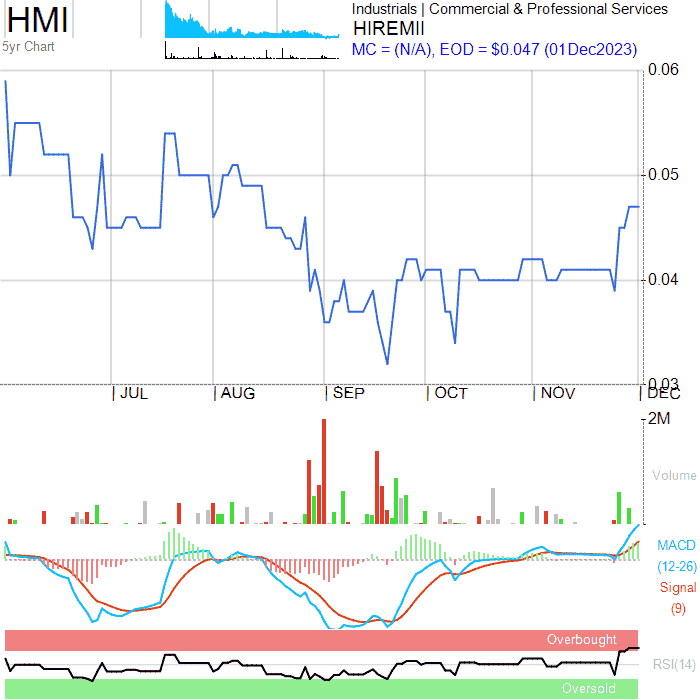 HMI
5yr Chart
Industrials | Commercial & Professional Services
HIREMII
MC = (N/A), EOD = $0.047 (01Dec2023)
0.06
0.05
0.04
0.03
| JUL
| AUG
| SEP
| OCT
| NOV
| DEC
2M
Volume
MACD
(12-26)
Signal
(9)
Overbought
RSI(14)
Oversold